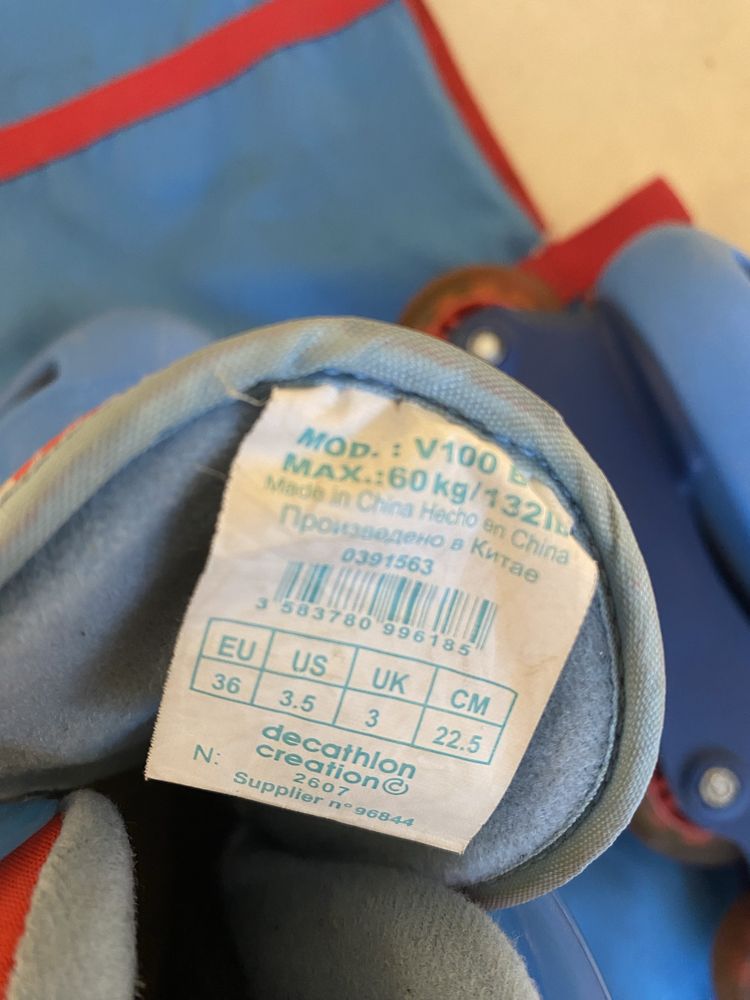 MOD. : V100
MAX.:60kg/132lb
Made in China Hecho en China
Произведено в Китае
0391563
3 583780 996185
EU US UK CM
36 3.5 3 22.5
decathlon
creation©
N: 2607
Supplier n° 96844